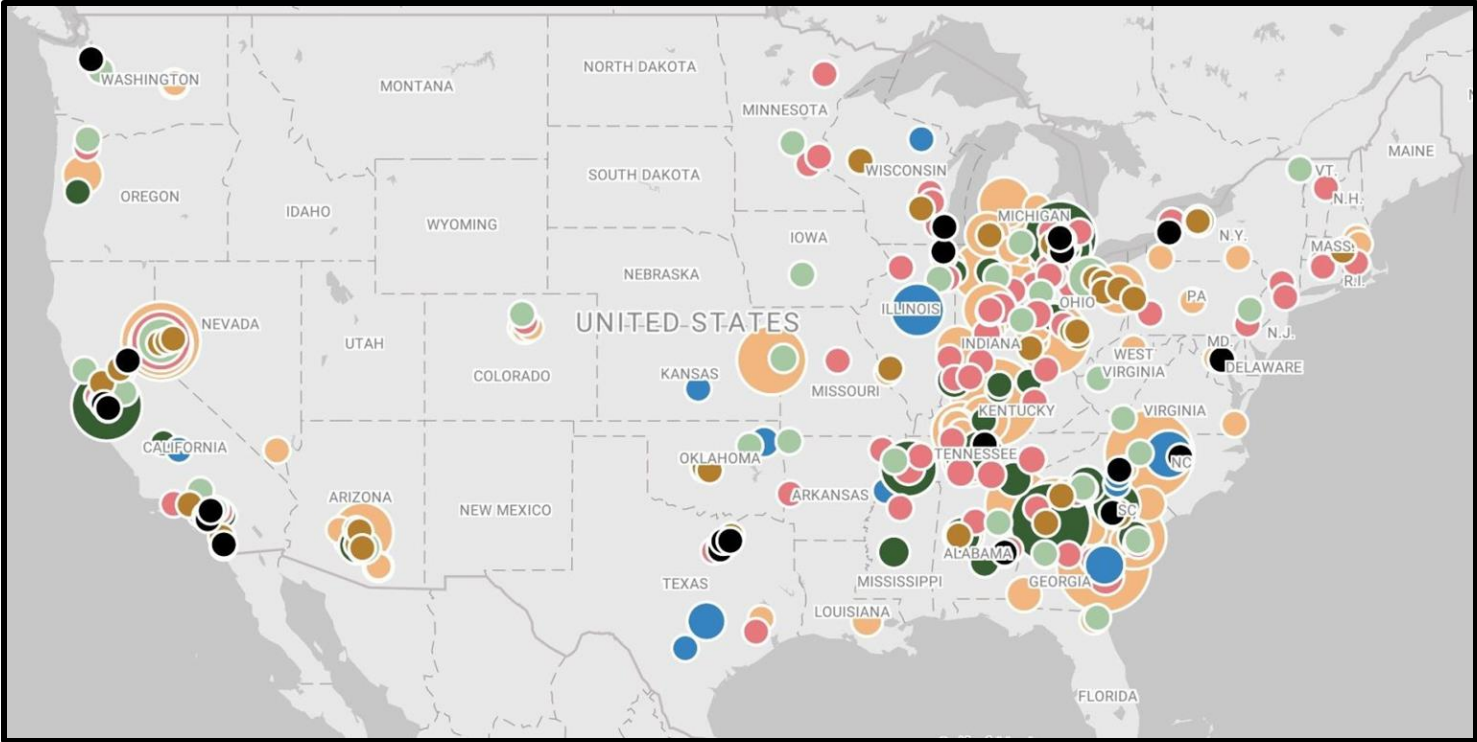 WASHINGTON
MONTANA
NORTH DAKOTA
MINNESOTA
MAINE
VT.
WISCONSIN
SOUTH DAKOTA
OREGON
N.H.
IDAHO
MICHIGAN
WYOMING
IOWA
N.Y.
MASS.
NEBRASKA
R.I.
PA
OHIO
ILLINOIS
UNITED STATES
NEVADA
N.J.
UTAH
INDIANA
MD.
WEST
VIRGINIA
DELAWARE
COLORADO
KANSAS
MISSOURI
KENTUCKY
VIRGINIA
CALIFORNIA
TENNESSEE
OKLAHOMA
NC
ARIZONA
ARKANSAS
NEW MEXICO
SC
ALABAMA
TEXAS
MISSISSIPPI
GEORGIA
LOUISIANA
FLORIDA